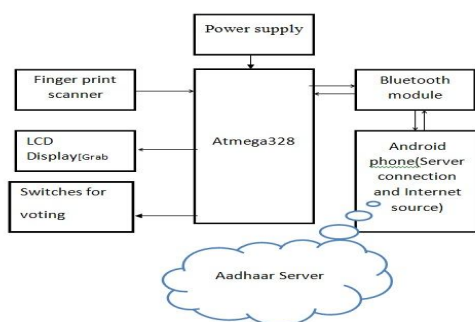 Power supply
Finger print
scanner
Atmega328
Bluetooth
module
LCD
Display[Grab
Android
phone(Server
connection
and Internet
source)
Switches for
voting
Aadhaar Server